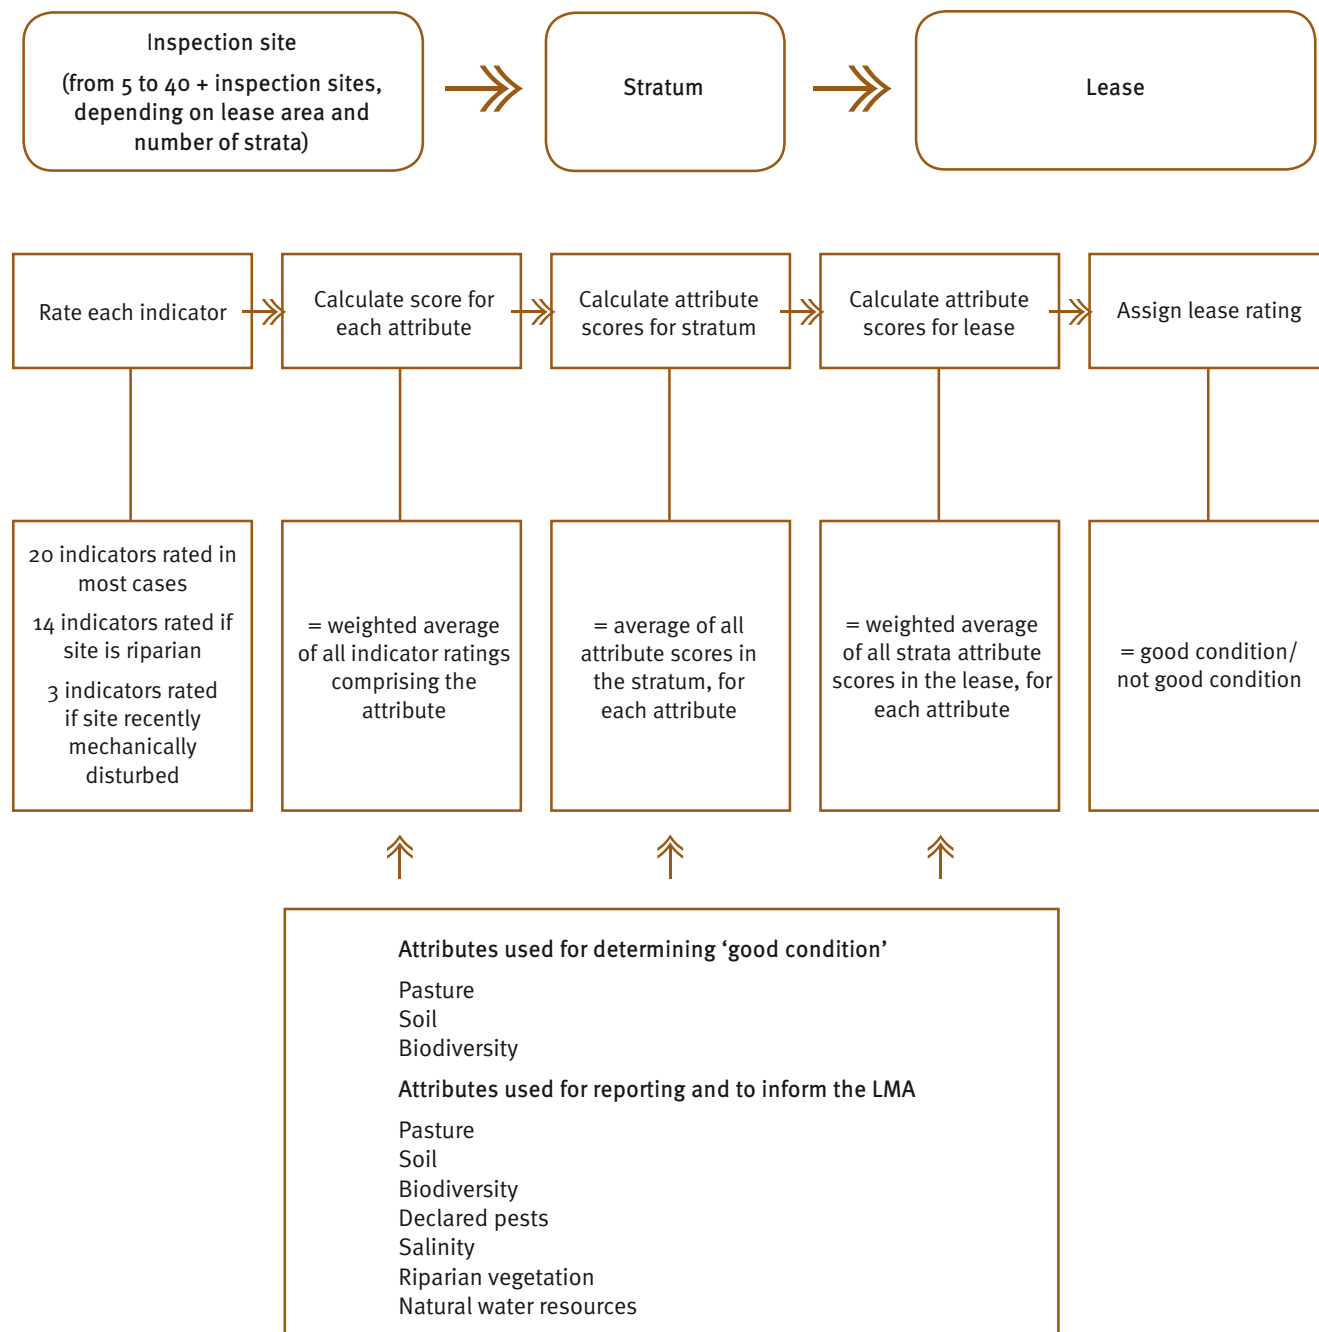 Inspection site
(from 5 to 40 + inspection sites,
depending on lease area and
number of strata)
Stratum
Lease
Rate each indicator
Calculate score for
each attribute
Calculate attribute
scores for stratum
Calculate attribute
scores for lease
Assign lease rating
20 indicators rated in
most cases
14 indicators rated if
site is riparian
3 indicators rated
if site recently
mechanically
disturbed
= weighted average
of all indicator ratings
comprising the
attribute
= average of all
attribute scores in
the stratum, for
each attribute
= weighted average
of all strata attribute
scores in the lease, for
each attribute
= good condition/
not good condition
Attributes used for determining ‘good condition’
Pasture
Soil
Biodiversity
Attributes used for reporting and to inform the LMA
Pasture
Soil
Biodiversity
Declared pests
Salinity
Riparian vegetation
Natural water resources